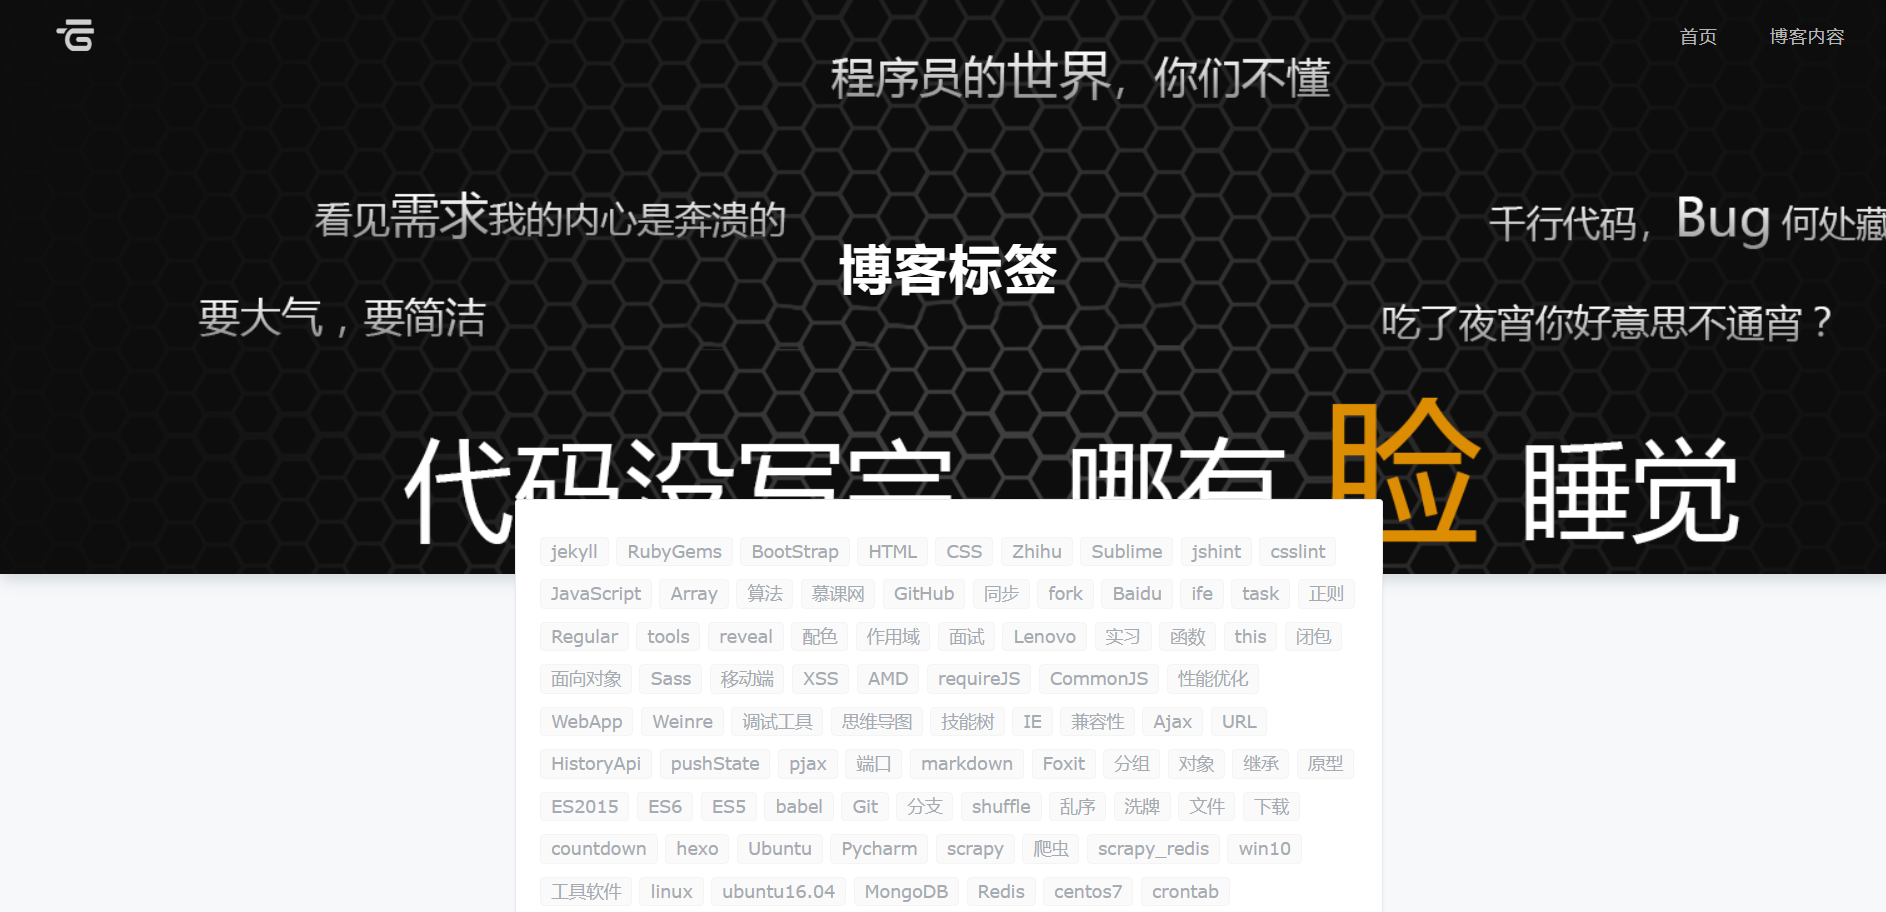 首页 博客内容
程序员的世界，你们不懂
看见需求我的内心是奔溃的
千行代码，Bug 何处藏
博客标签
要大气，要简洁
吃了夜宵你好意思不通宵？
代码没写完 哪有 睑 睡觉
jekyll RubyGems BootStrap HTML CSS Zhihu Sublime jshint csslint
JavaScript Array 算法 慕课网 GitHub 同步 fork Baidu ife task 正则
Regular tools reveal 配色 作用域 面试 Lenovo 实习 函数 this 闭包
面向对象 Sass 移动端 XSS AMD requireJS CommonJS 性能优化
WebApp Weinre 调试工具 思维导图 技能树 IE 兼容性 Ajax URL
HistoryApi pushState pjax 端口 markdown Foxit 分组 对象 继承 原型
ES2015 ES6 ES5 babel Git 分支 shuffle 乱序 洗牌 文件 下载
countdown hexo Ubuntu Pycharm scrapy 爬虫 scrapy_redis win10
工具软件 linux ubuntu16.04 MongoDB Redis centos7 crontab